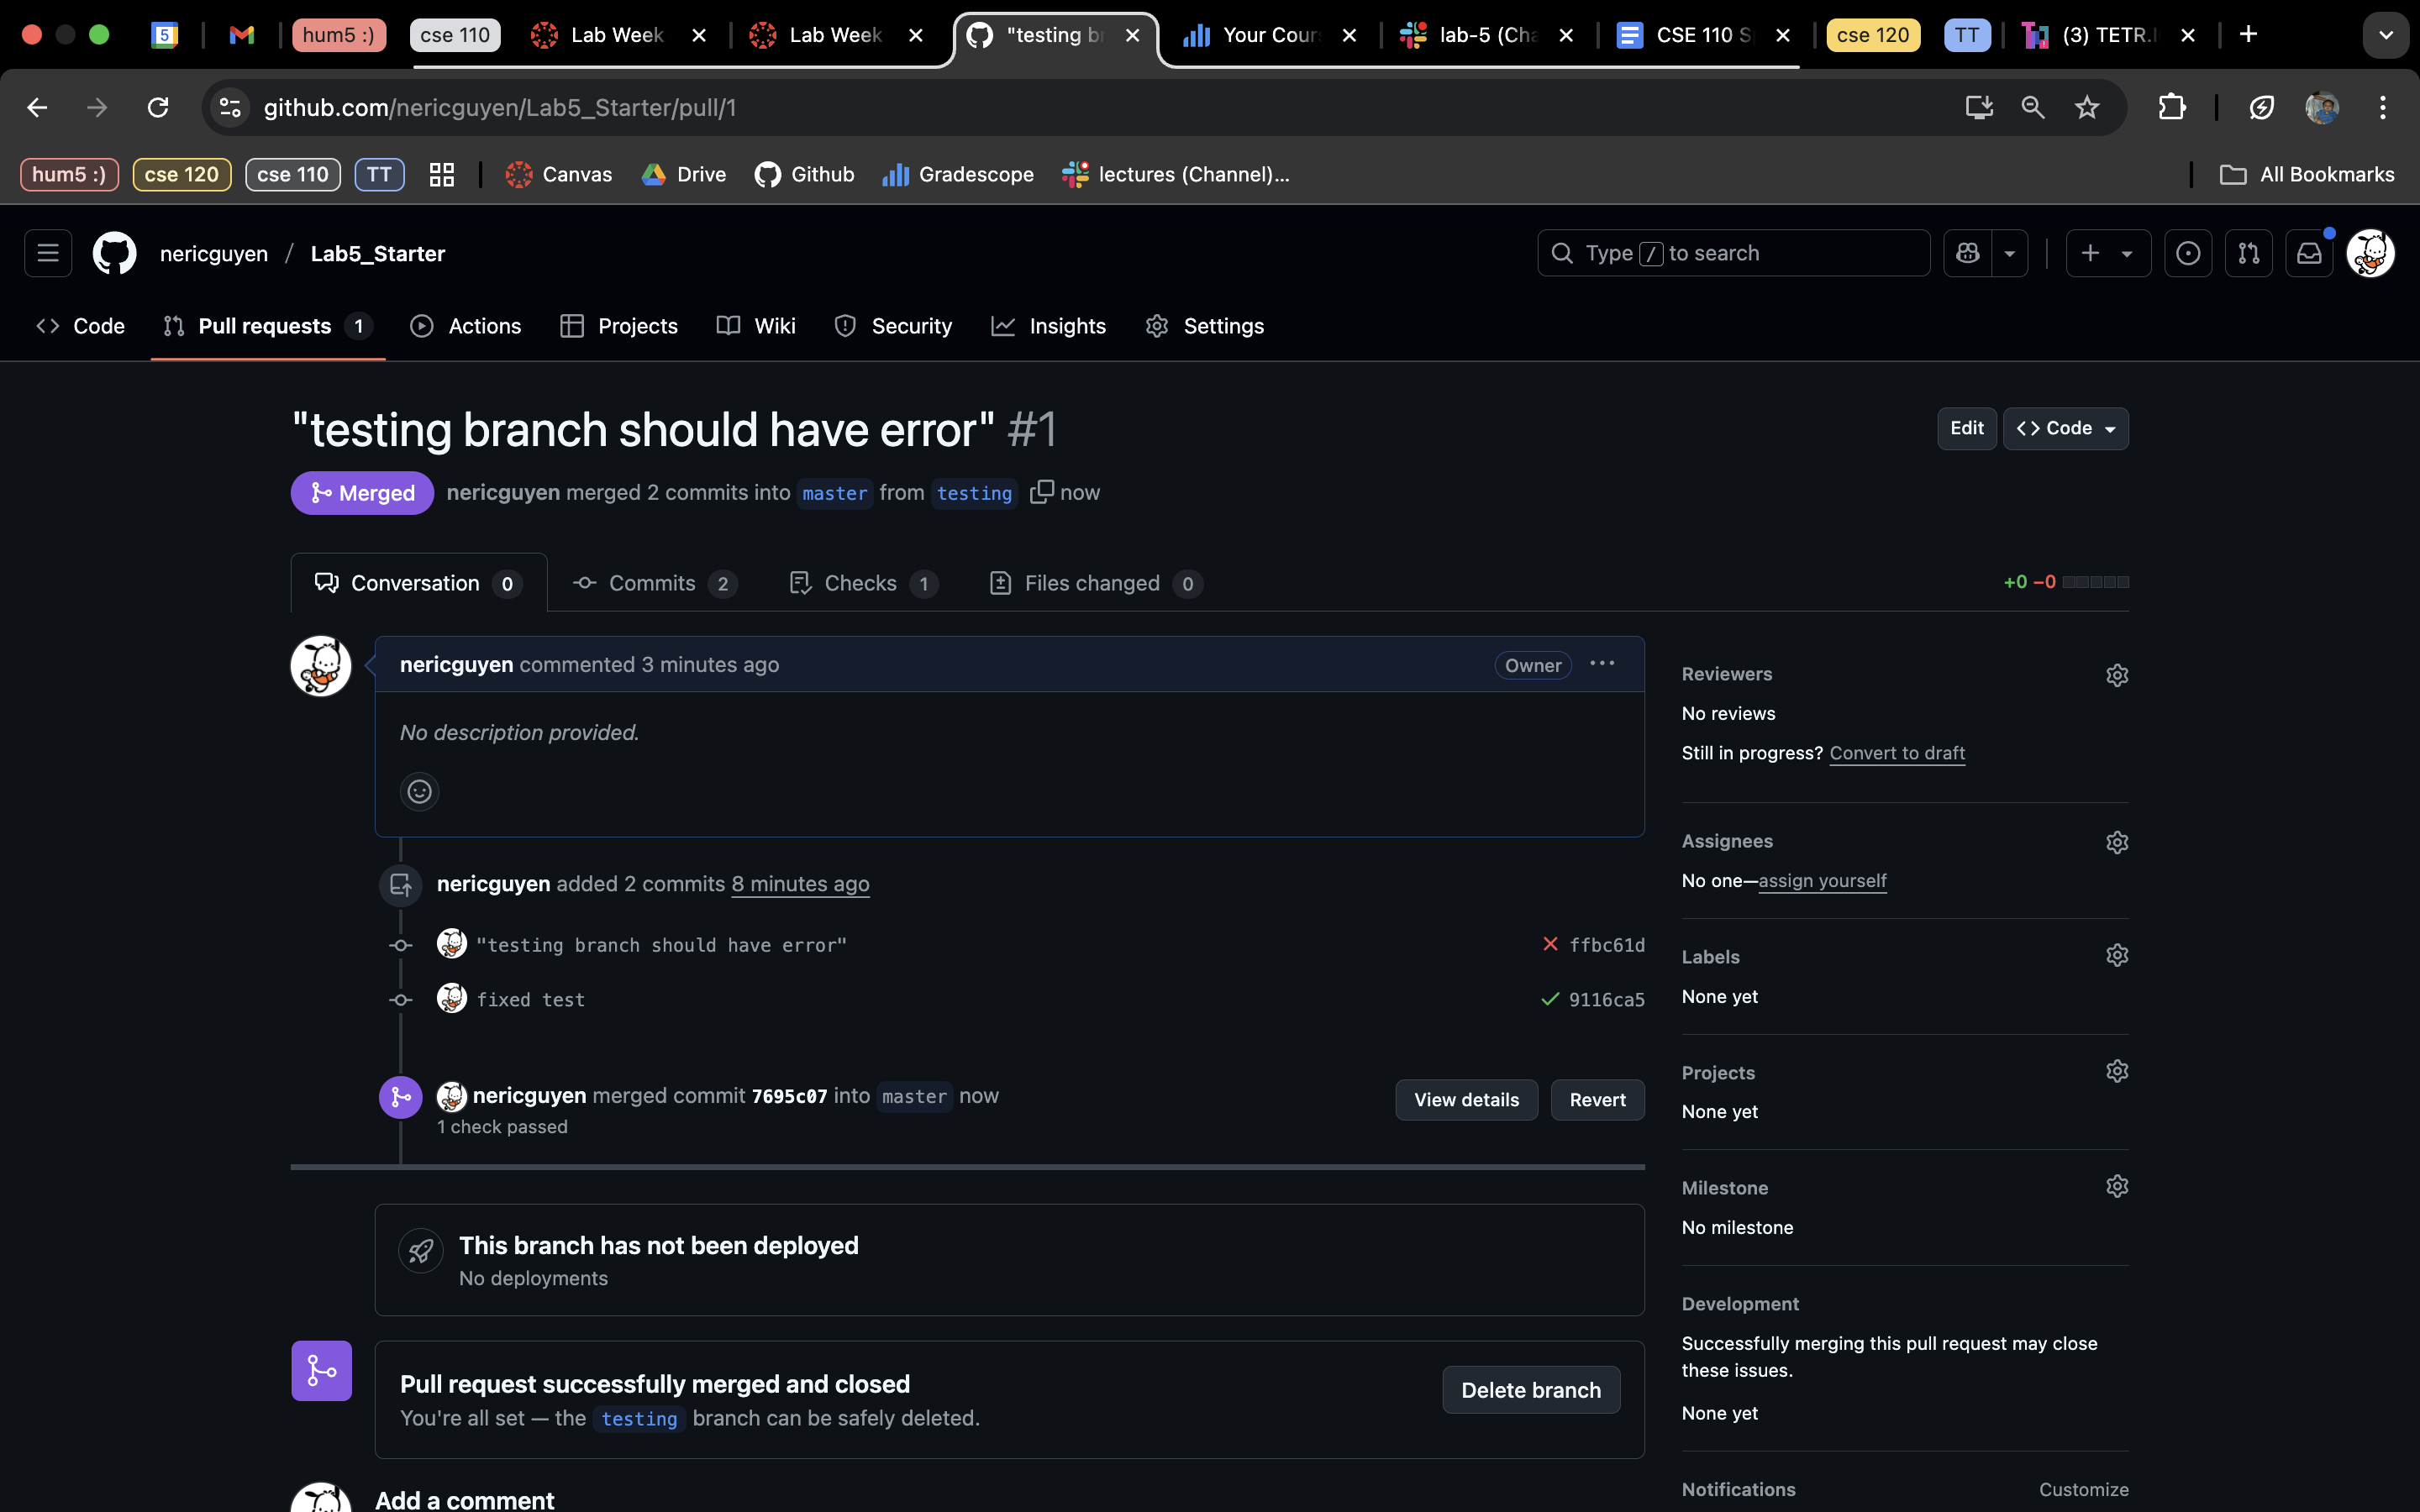 5 hum5 :) cse 110 Lab Week Lab Week "testing b Your Cour lab-5 (Cha CSE 110 S cse 120 TT (3) TETR.
github.com/nericguyen/Lab5_Starter/pull/1
hum5 :) cse 120 cse 110 TT Canvas Drive Github Gradescope lectures (Channel)... All Bookmarks
nericguyen / Lab5_Starter Type / to search
Code Pull requests 1 Actions Projects Wiki Security Insights Settings
"testing branch should have error" #1 Edit <> Code
Merged nericguyen merged 2 commits into master from testing now
Conversation 0 Commits 2 Checks 1 Files changed 0 +0 −0
nericguyen commented 3 minutes ago Owner ···
No description provided.
nericguyen added 2 commits 8 minutes ago
"testing branch should have error" ffbc61d
fixed test 9116ca5
nericguyen merged commit 7695c07 into master now View details Revert
1 check passed
This branch has not been deployed
No deployments
Pull request successfully merged and closed
You're all set — the testing branch can be safely deleted.
Delete branch
Add a comment
Reviewers
No reviews
Still in progress? Convert to draft
Assignees
No one—assign yourself
Labels
None yet
Projects
None yet
Milestone
No milestone
Development
Successfully merging this pull request may close
these issues.
None yet
Notifications Customize